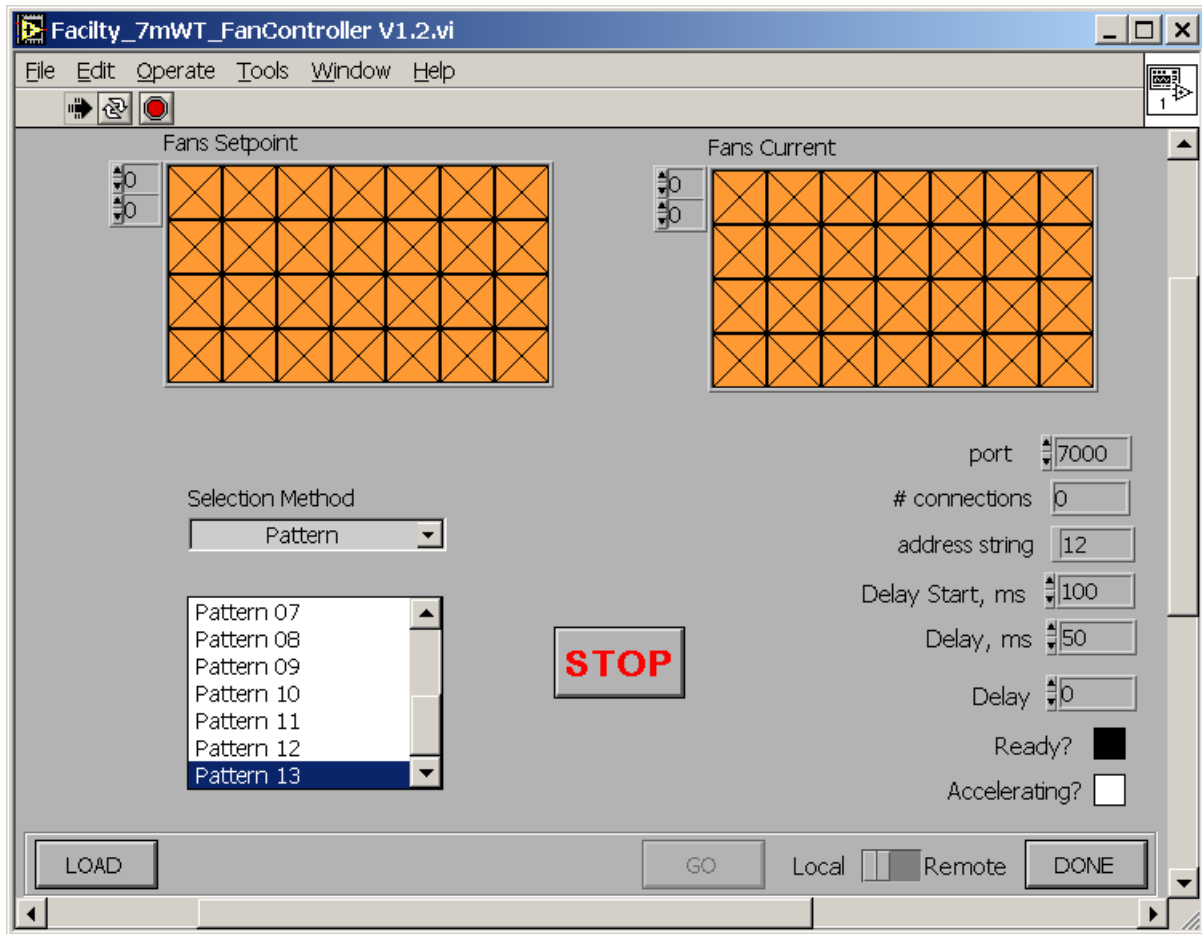 Facilty_7mWT_FanController V1.2.vi
File Edit Operate Tools Window Help
1
Fans Setpoint
Fans Current
0
0
0
0
port 7000
# connections 0
Selection Method
Pattern
address string 12
Delay Start, ms 100
Delay, ms 50
Delay 0
Pattern 07
Pattern 08
Pattern 09
Pattern 10
Pattern 11
Pattern 12
Pattern 13
STOP
Ready?
Accelerating?
LOAD GO Local Remote DONE